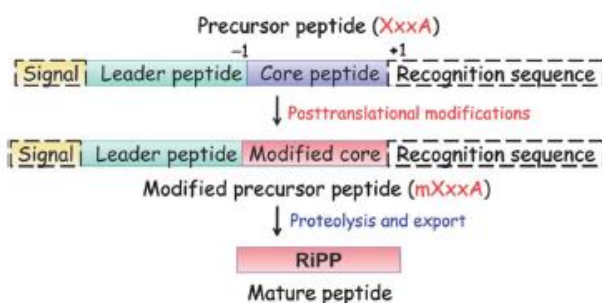 Precursor peptide (XxxA)
−1 +1
Signal Leader peptide Core peptide Recognition sequence
Posttranslational modifications
Signal Leader peptide Modified core Recognition sequence
Modified precursor peptide (mXxxA)
Proteolysis and export
RiPP
Mature peptide